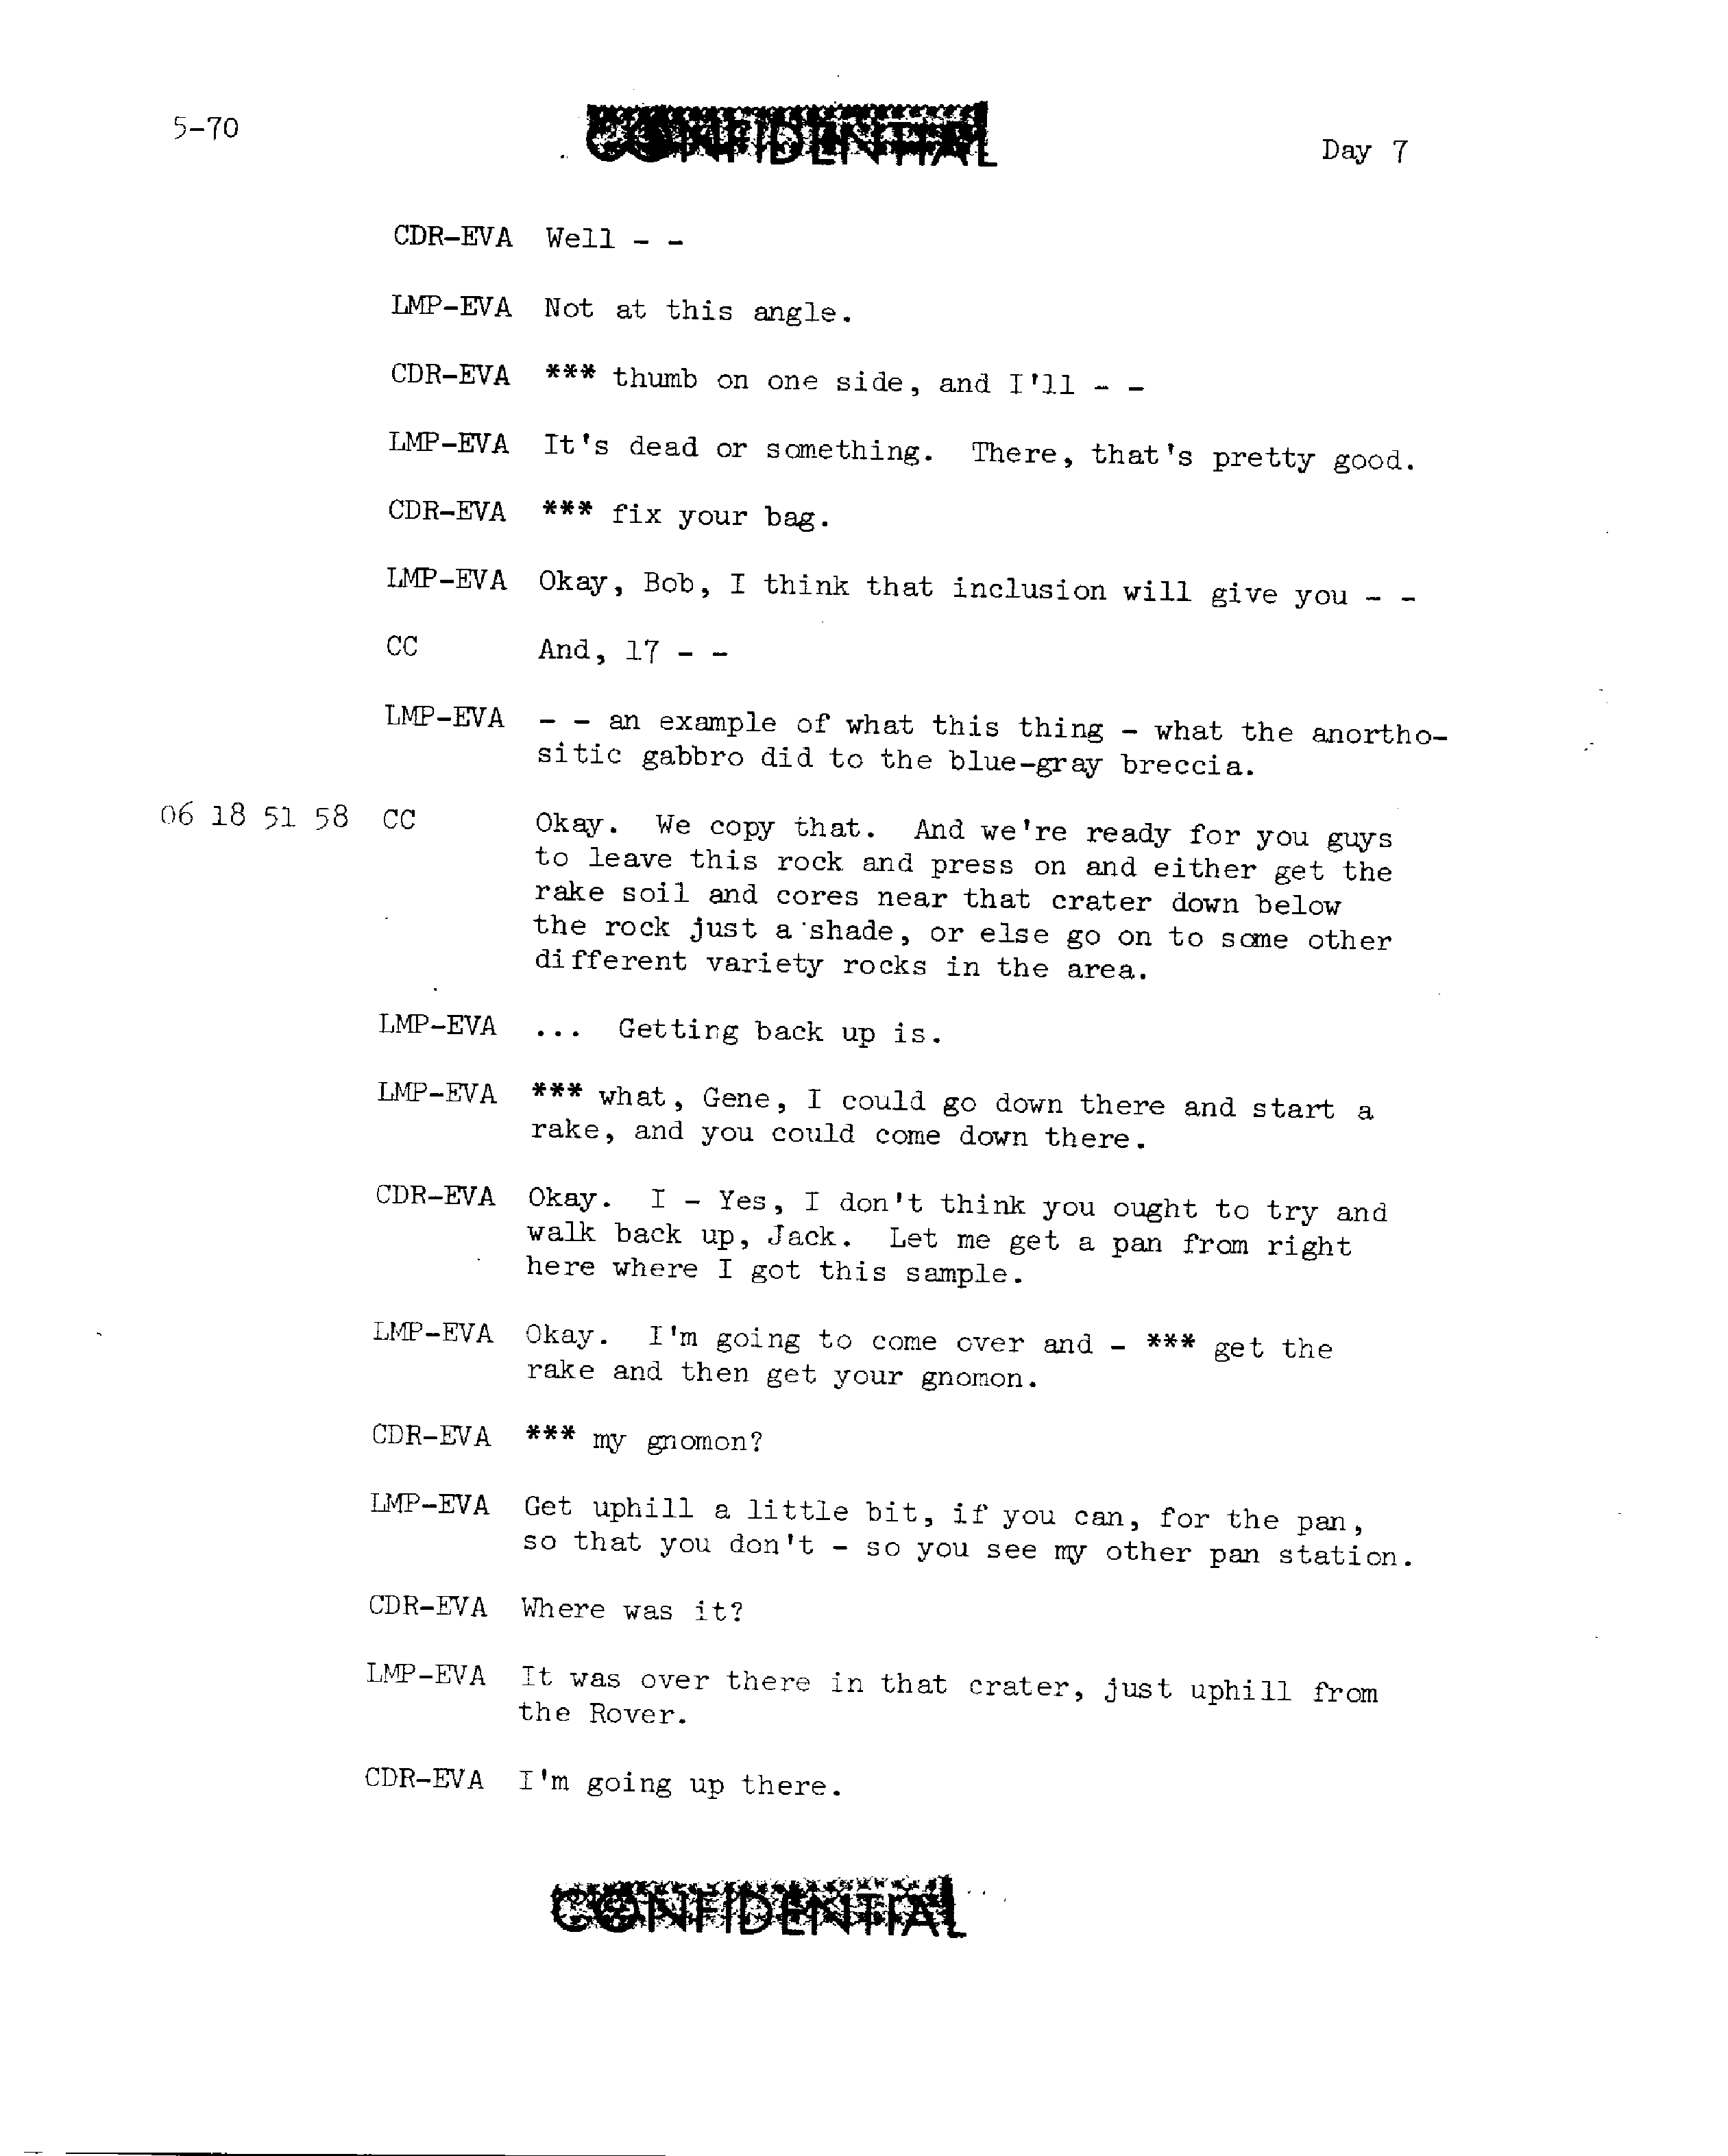 5-70
CONFIDENTIAL
Day 7
CDR-EVA Well - -
LMP-EVA Not at this angle.
CDR-EVA *** thumb on one side, and I'll - -
LMP-EVA It's dead or something. There, that's pretty good.
CDR-EVA *** fix your bag.
LMP-EVA Okay, Bob, I think that inclusion will give you - -
CC And, 17 - -
LMP-EVA - - an example of what this thing - what the anortho-
sitic gabbro did to the blue-gray breccia.
06 18 51 58 CC Okay. We copy that. And we're ready for you guys
to leave this rock and press on and either get the
rake soil and cores near that crater down below
the rock just a shade, or else go on to some other
different variety rocks in the area.
LMP-EVA ... Getting back up is.
LMP-EVA *** what, Gene, I could go down there and start a
rake, and you could come down there.
CDR-EVA Okay. I - Yes, I don't think you ought to try and
walk back up, Jack. Let me get a pan from right
here where I got this sample.
LMP-EVA Okay. I'm going to come over and - *** get the
rake and then get your gnomon.
CDR-EVA *** my gnomon?
LMP-EVA Get uphill a little bit, if you can, for the pan,
so that you don't - so you see my other pan station.
CDR-EVA Where was it?
LMP-EVA It was over there in that crater, just uphill from
the Rover.
CDR-EVA I'm going up there.
CONFIDENTIAL